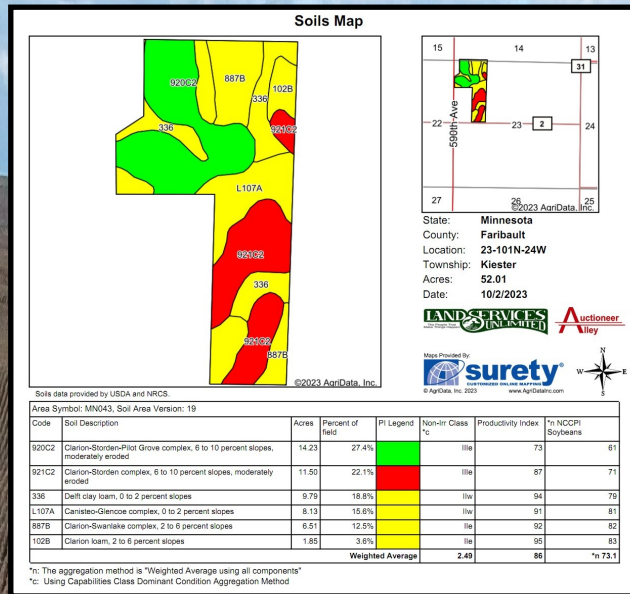 Soils Map
920C2
887B
102B
336
921C2
336
L107A
921C2
336
921C2
887B
©2023 AgriData, Inc.
15
14
13
31
590th Ave
22
23
2
24
27
26
25
©2023 AgriData, Inc.
State: Minnesota
County: Faribault
Location: 23-101N-24W
Township: Kiester
Acres: 52.01
Date: 10/2/2023
LAND SERVICES
UNLIMITED
Auctioneer
Alley
Maps Provided By:
surety®
CUSTOMIZED ONLINE MAPPING
© AgriData, Inc. 2023 www.AgriDataInc.com
N
W E
S
Soils data provided by USDA and NRCS.
Area Symbol: MN043, Soil Area Version: 19
Code Soil Description Acres Percent of field PI Legend Non-Irr Class *c Productivity Index *n NCCPI Soybeans
920C2 Clarion-Storden-Pilot Grove complex, 6 to 10 percent slopes, moderately eroded 14.23 27.4% IIIe 73 61
921C2 Clarion-Storden complex, 6 to 10 percent slopes, moderately eroded 11.50 22.1% IIIe 87 71
336 Delft clay loam, 0 to 2 percent slopes 9.79 18.8% IIw 94 79
L107A Canisteo-Glencoe complex, 0 to 2 percent slopes 8.13 15.6% IIw 91 81
887B Clarion-Swanlake complex, 2 to 6 percent slopes 6.51 12.5% IIe 92 82
102B Clarion loam, 2 to 6 percent slopes 1.85 3.6% IIe 95 83
Weighted Average 2.49 86 *n 73.1
*n: The aggregation method is "Weighted Average using all components"
*c: Using Capabilities Class Dominant Condition Aggregation Method